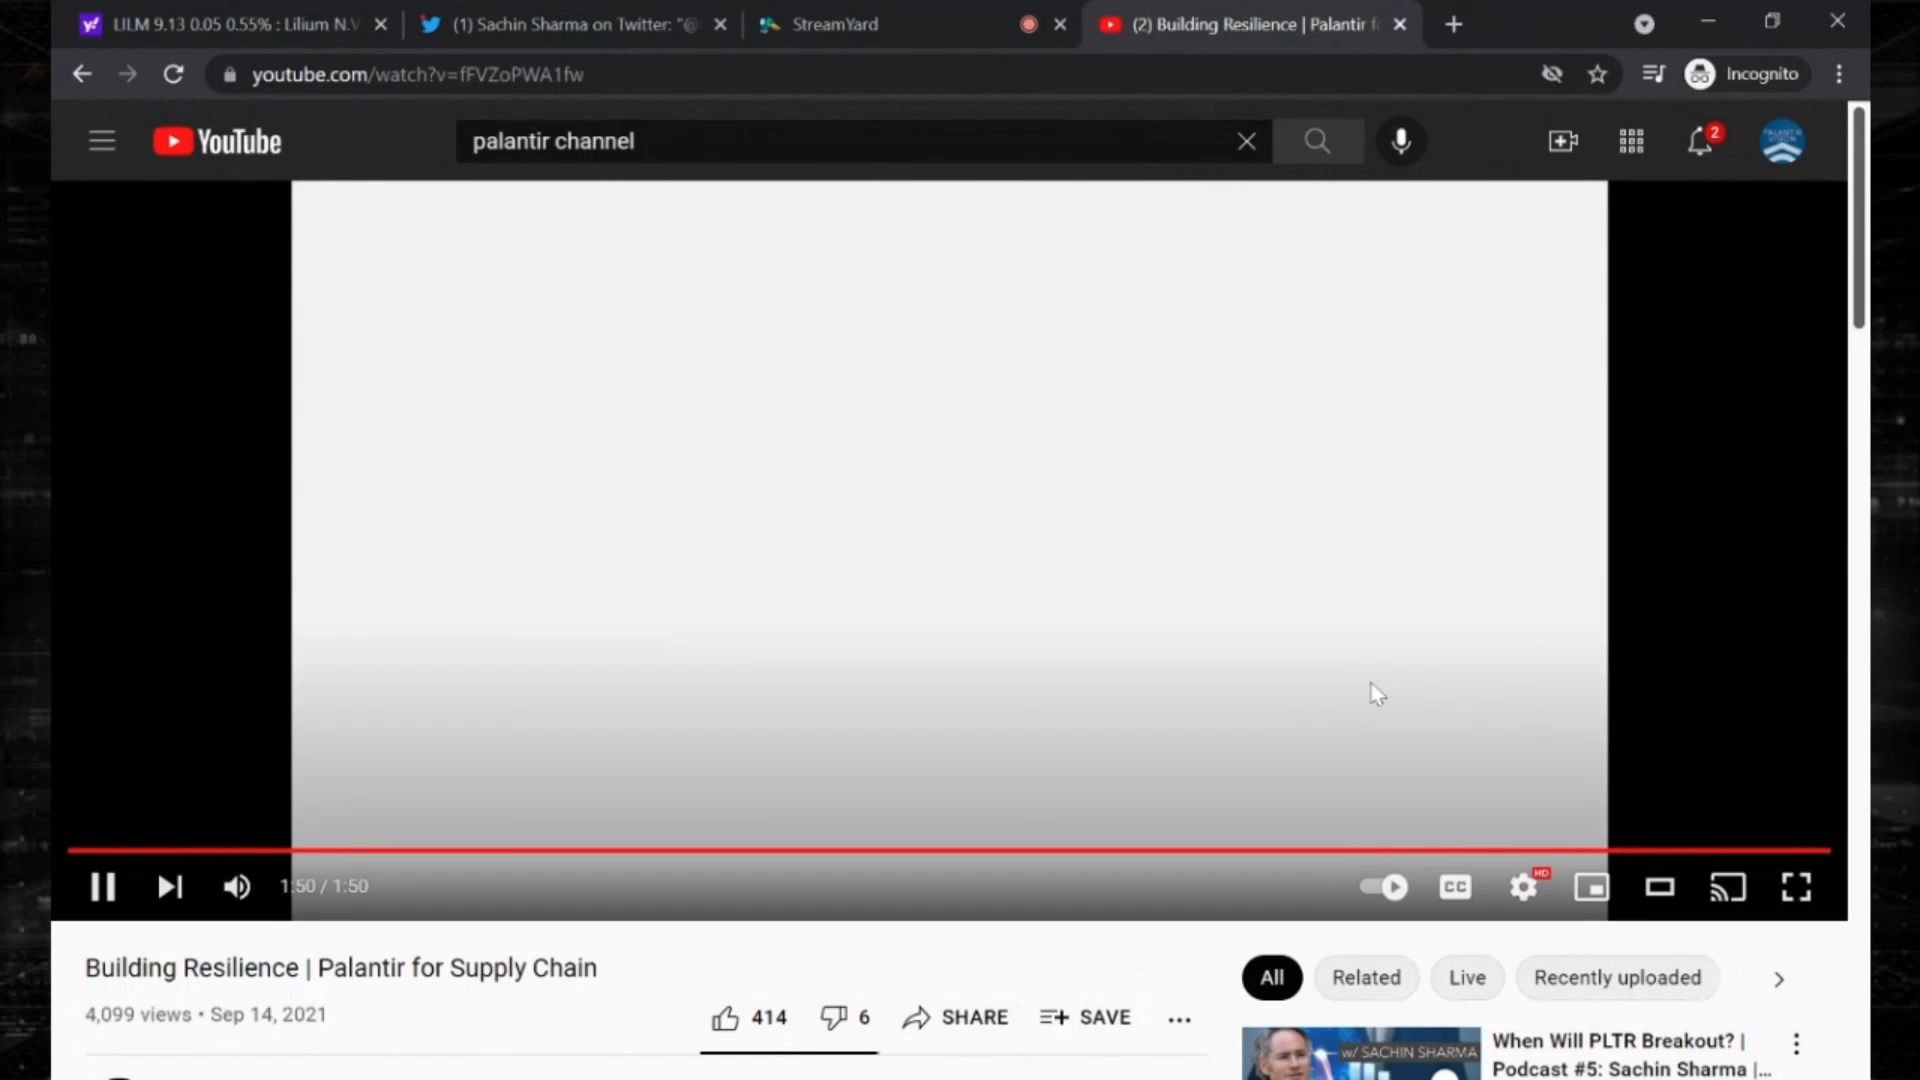 LILM 9.13 0.05 0.55% : Lilium N.V
(1) Sachin Sharma on Twitter: "@
StreamYard
(2) Building Resilience | Palantir f
youtube.com/watch?v=fFVZoPWA1fw
Incognito
YouTube
palantir channel
2
PALANTIR
1:50 / 1:50
CC
HD
Building Resilience | Palantir for Supply Chain
4,099 views • Sep 14, 2021
414
6
SHARE
SAVE
All
Related
Live
Recently uploaded
W/ SACHIN SHARMA
When Will PLTR Breakout? |
Podcast #5: Sachin Sharma |...